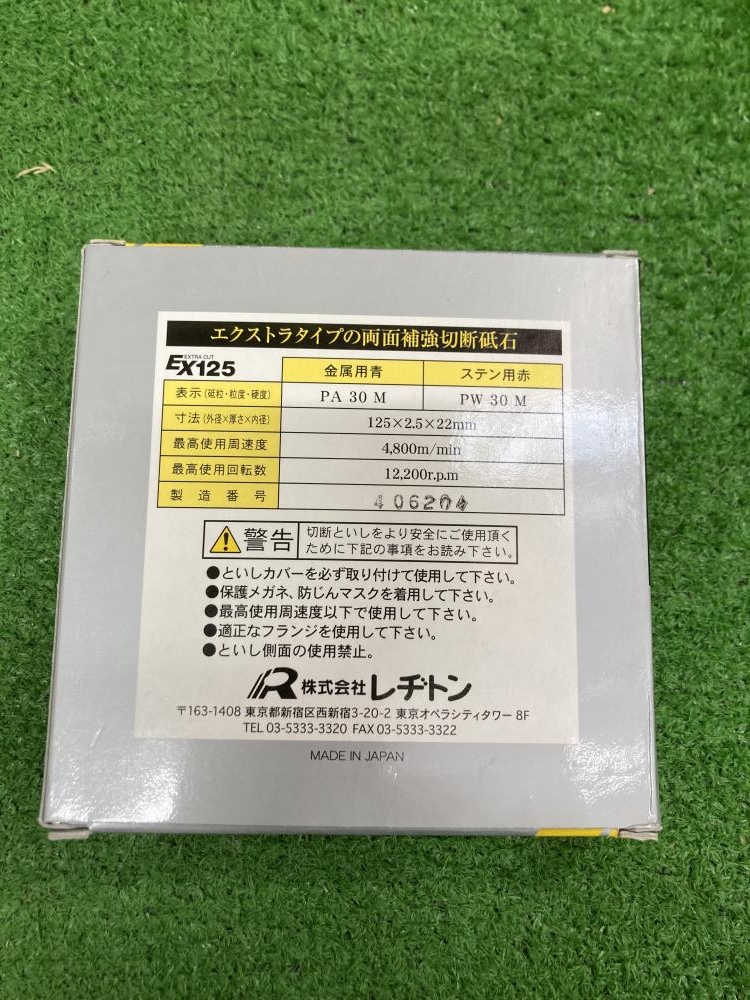 エクストラタイプの両面補強切断砥石
EXTRA CUT
EX125
金属用青 ステン用赤
表示(砥粒・粒度・硬度) PA 30 M PW 30 M
寸法(外径×厚さ×内径) 125×2.5×22mm
最高使用周速度 4,800m/min
最高使用回転数 12,200r.p.m
製造番号 406204
警告
切断といしをより安全にご使用頂く
ために下記の事項をお読み下さい。
●といしカバーを必ず取り付けて使用して下さい。
●保護メガネ、防じんマスクを着用して下さい。
●最高使用周速度以下で使用して下さい。
●適正なフランジを使用して下さい。
●といし側面の使用禁止。
R 株式会社レヂトン
〒163-1408 東京都新宿区西新宿3-20-2 東京オペラシティタワー 8F
TEL 03-5333-3320 FAX 03-5333-3322
MADE IN JAPAN